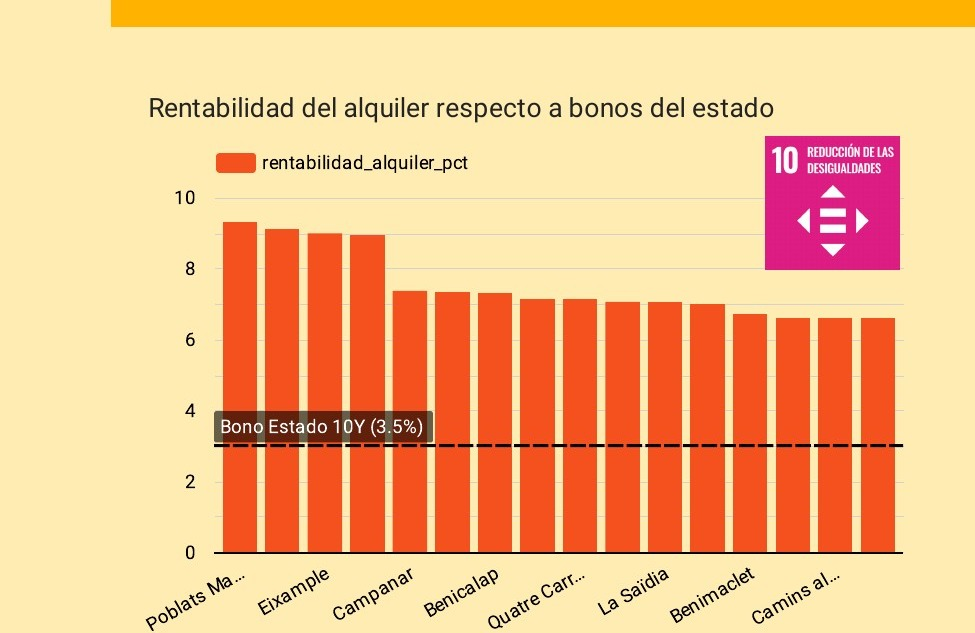 Rentabilidad del alquiler respecto a bonos del estado
rentabilidad_alquiler_pct
10 REDUCCIÓN DE LAS
DESIGUALDADES
10
8
6
4
Bono Estado 10Y (3.5%)
2
0
Poblats Ma...
Eixample
Campanar
Benicalap
Quatre Carr...
La Saïdia
Benimaclet
Camins al...